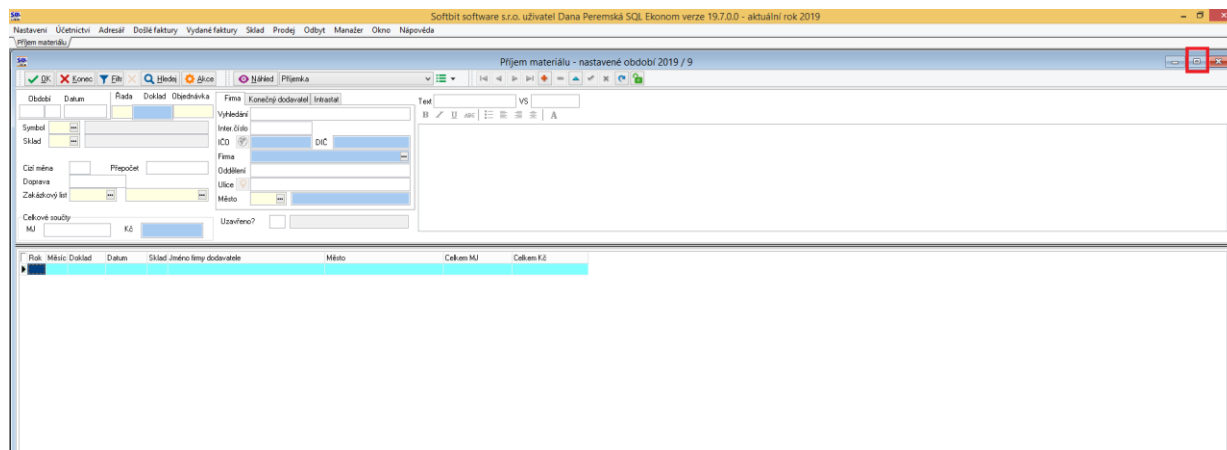 Softbit software s.r.o. uživatel Dana Peremská SQL Ekonom verze 19.7.0.0 - aktuální rok 2019
Nastavení Účetnictví Adresář Došlé faktury Vydané faktury Sklad Prodej Odbyt Manažer Okno Nápověda
Příjem materiálu
Příjem materiálu - nastavené období 2019 / 9
OK Konec Filtr Hledej Akce Náhled Příjemka
Období Datum Řada Doklad Objednávka
Firma Konečný dodavatel Intrastat
Text VS
Vyhledání
B Z U ABC A
Symbol
Inter.číslo
Sklad
IČO DIČ
Firma
Cizí měna Přepočet
Oddělení
Doprava
Ulice
Zakázkový list
Město
Celkové součty
Uzavřeno?
MJ Kč
Rok Měsíc Doklad Datum Sklad Jméno firmy dodavatele Město Celkem MJ Celkem Kč